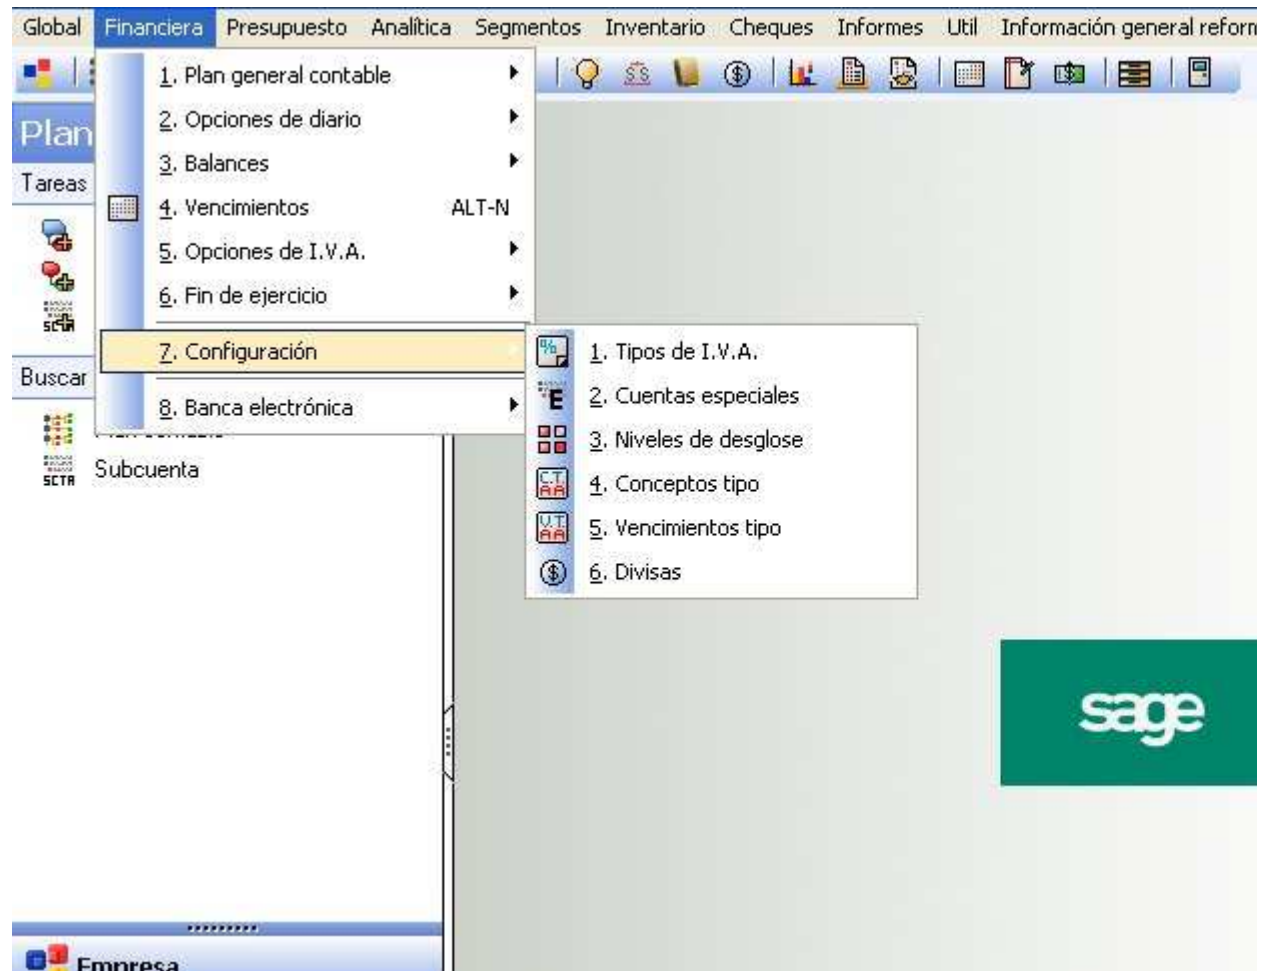 Global Financiera Presupuesto Analítica Segmentos Inventario Cheques Informes Util Información general reform
1. Plan general contable
2. Opciones de diario
3. Balances
4. Vencimientos ALT-N
5. Opciones de I.V.A.
6. Fin de ejercicio
7. Configuración
8. Banca electrónica
1. Tipos de I.V.A.
2. Cuentas especiales
3. Niveles de desglose
4. Conceptos tipo
5. Vencimientos tipo
6. Divisas
Plan
Tareas
SCTA
Buscar
SCTA Subcuenta
sage
Empresa